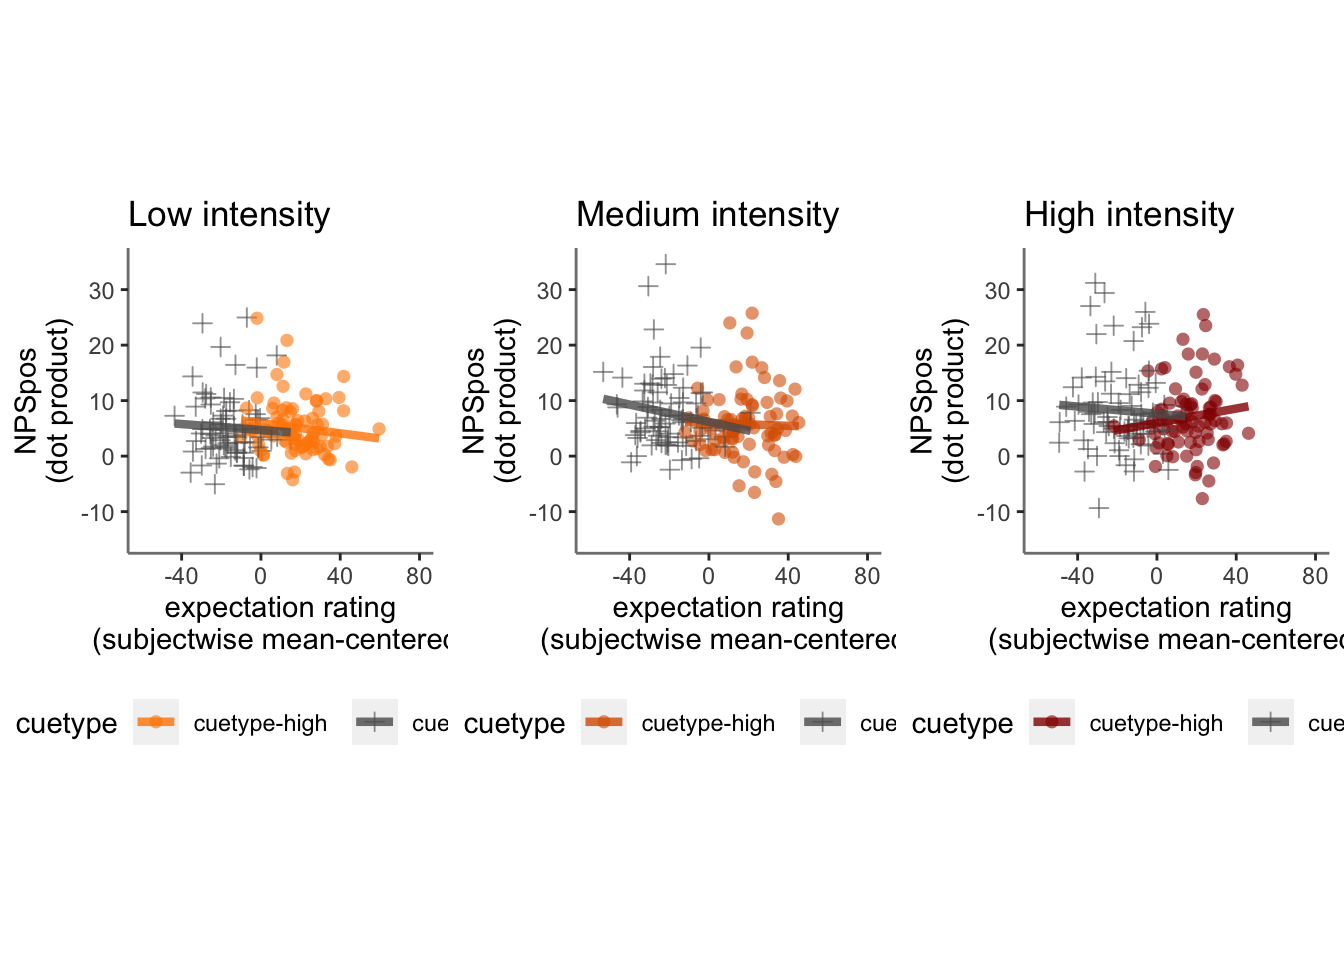 Low intensity
NPSpos
(dot product)
30
20
10
0
-10
-40 0 40 80
expectation rating
(subjectwise mean-centered
cuetype cuetype-high cue
Medium intensity
NPSpos
(dot product)
30
20
10
0
-10
-40 0 40 80
expectation rating
(subjectwise mean-centered
cuetype cuetype-high cue
High intensity
NPSpos
(dot product)
30
20
10
0
-10
-40 0 40 80
expectation rating
(subjectwise mean-centered
cuetype cuetype-high cue